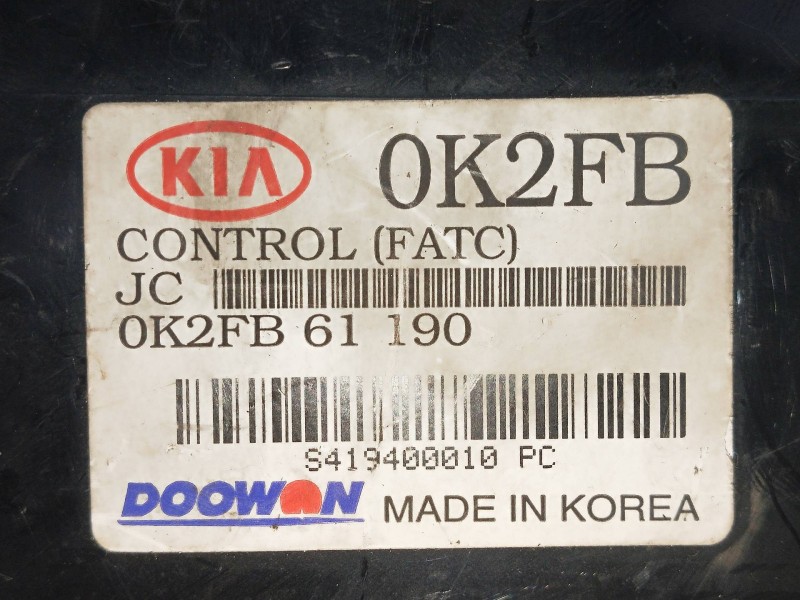 KIA 0K2FB
CONTROL (FATC)
JC
0K2FB 61 190
S419400010 PC
DOOWON MADE IN KOREA